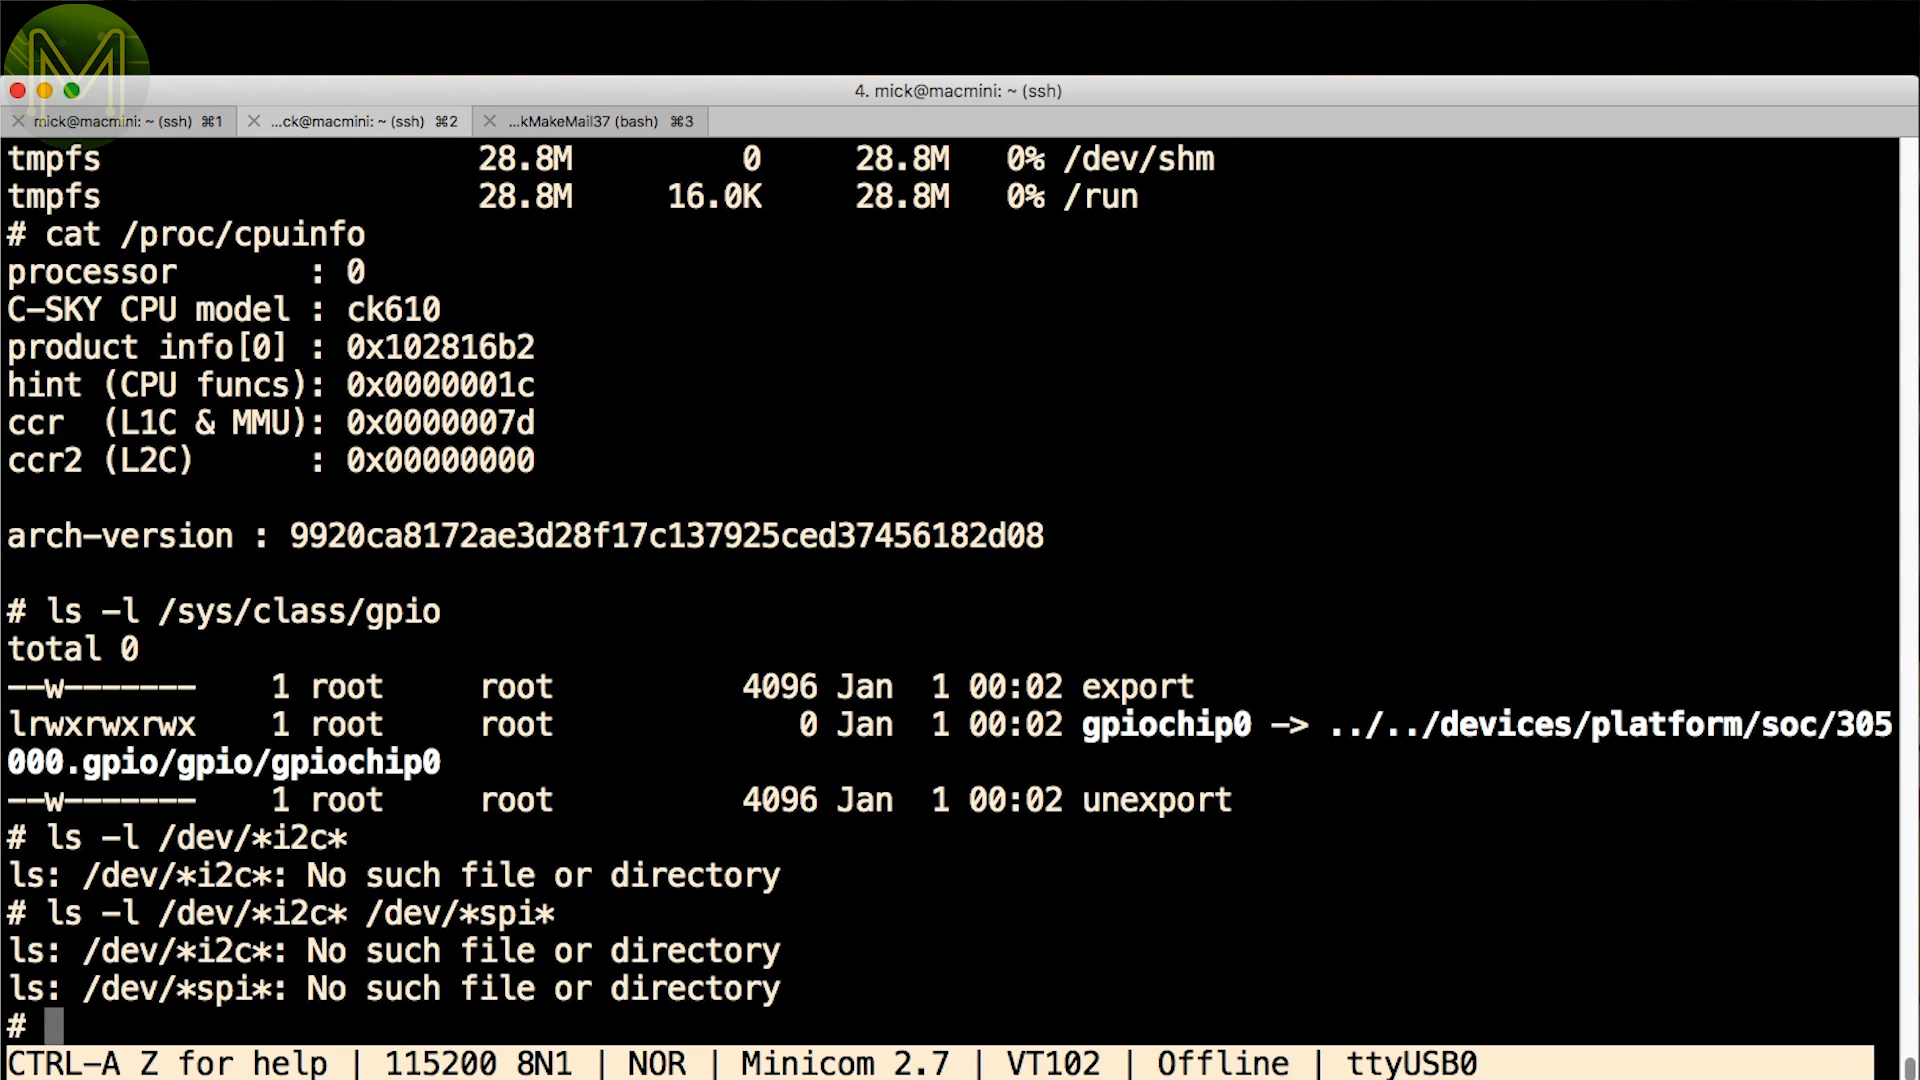 M
4. mick@macmini: ~ (ssh)
mick@macmini: ~ (ssh) ⌘1 ...ck@macmini: ~ (ssh) ⌘2 ...kMakeMail37 (bash) ⌘3
tmpfs 28.8M 0 28.8M 0% /dev/shm
tmpfs 28.8M 16.0K 28.8M 0% /run
# cat /proc/cpuinfo
processor : 0
C-SKY CPU model : ck610
product info[0] : 0x102816b2
hint (CPU funcs): 0x0000001c
ccr (L1C & MMU): 0x0000007d
ccr2 (L2C) : 0x00000000
arch-version : 9920ca8172ae3d28f17c137925ced37456182d08
# ls -l /sys/class/gpio
total 0
--w------- 1 root root 4096 Jan 1 00:02 export
lrwxrwxrwx 1 root root 0 Jan 1 00:02 gpiochip0 -> ../../devices/platform/soc/305
000.gpio/gpio/gpiochip0
--w------- 1 root root 4096 Jan 1 00:02 unexport
# ls -l /dev/*i2c*
ls: /dev/*i2c*: No such file or directory
# ls -l /dev/*i2c* /dev/*spi*
ls: /dev/*i2c*: No such file or directory
ls: /dev/*spi*: No such file or directory
#
CTRL-A Z for help | 115200 8N1 | NOR | Minicom 2.7 | VT102 | Offline | ttyUSB0